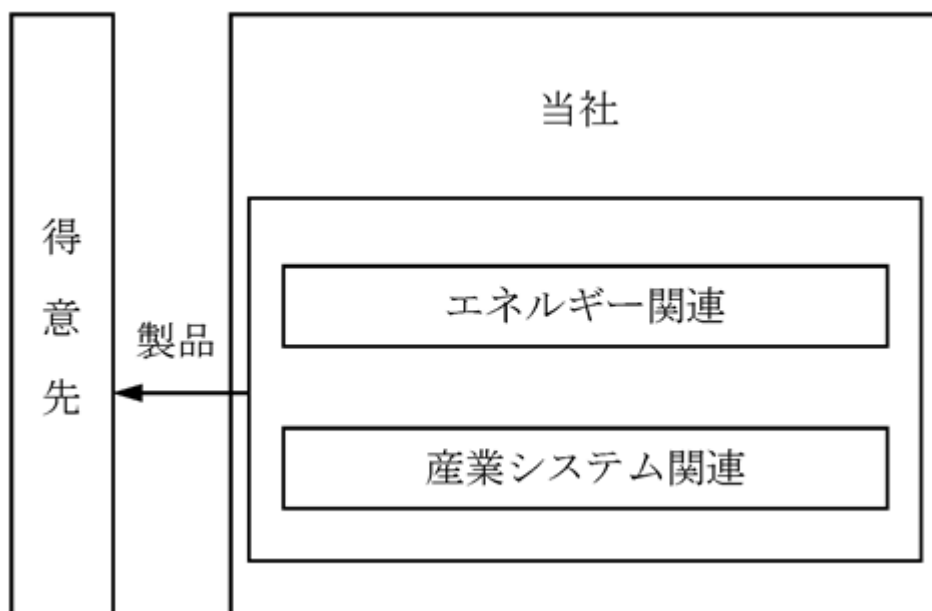 当社
得意先
製品
エネルギー関連
産業システム関連